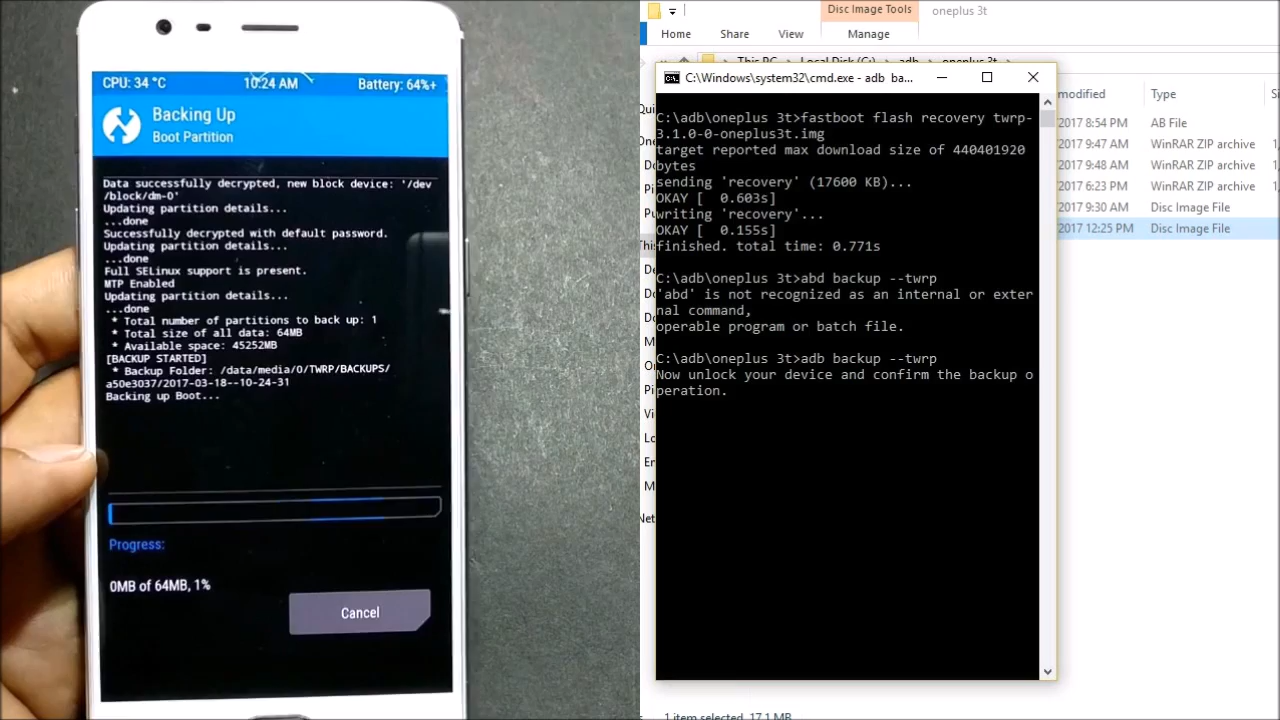 CPU: 34 °C
10:24 AM
Battery: 64%+
Backing Up
Boot Partition
Data successfully decrypted, new block device: '/dev
/block/dm-0'
Updating partition details...
...done
Successfully decrypted with default password.
Updating partition details...
...done
Full SELinux support is present.
MTP Enabled
Updating partition details...
...done
* Total number of partitions to back up: 1
* Total size of all data: 64MB
* Available space: 45252MB
[BACKUP STARTED]
* Backup Folder: /data/media/0/TWRP/BACKUPS/
a50e3037/2017-03-18--10-24-31
Backing up Boot...
Progress:
0MB of 64MB, 1%
Cancel
Disc Image Tools
oneplus 3t
Home
Share
View
Manage
This PC
Local Disk (C:)
adb
oneplus 3t
C:\Windows\system32\cmd.exe - adb ba...
C:\adb\oneplus 3t>fastboot flash recovery twrp-
3.1.0-0-oneplus3t.img
target reported max download size of 440401920
bytes
sending 'recovery' (17600 KB)...
OKAY [  0.603s]
writing 'recovery'...
OKAY [  0.155s]
finished. total time: 0.771s
C:\adb\oneplus 3t>abd backup --twrp
'abd' is not recognized as an internal or exter
nal command,
operable program or batch file.
C:\adb\oneplus 3t>adb backup --twrp
Now unlock your device and confirm the backup o
peration.
modified
Type
2017 8:54 PM
AB File
2017 9:47 AM
WinRAR ZIP archive
2017 9:48 AM
WinRAR ZIP archive
2017 6:23 PM
WinRAR ZIP archive
2017 9:30 AM
Disc Image File
2017 12:25 PM
Disc Image File
1 item selected  17.1 MB